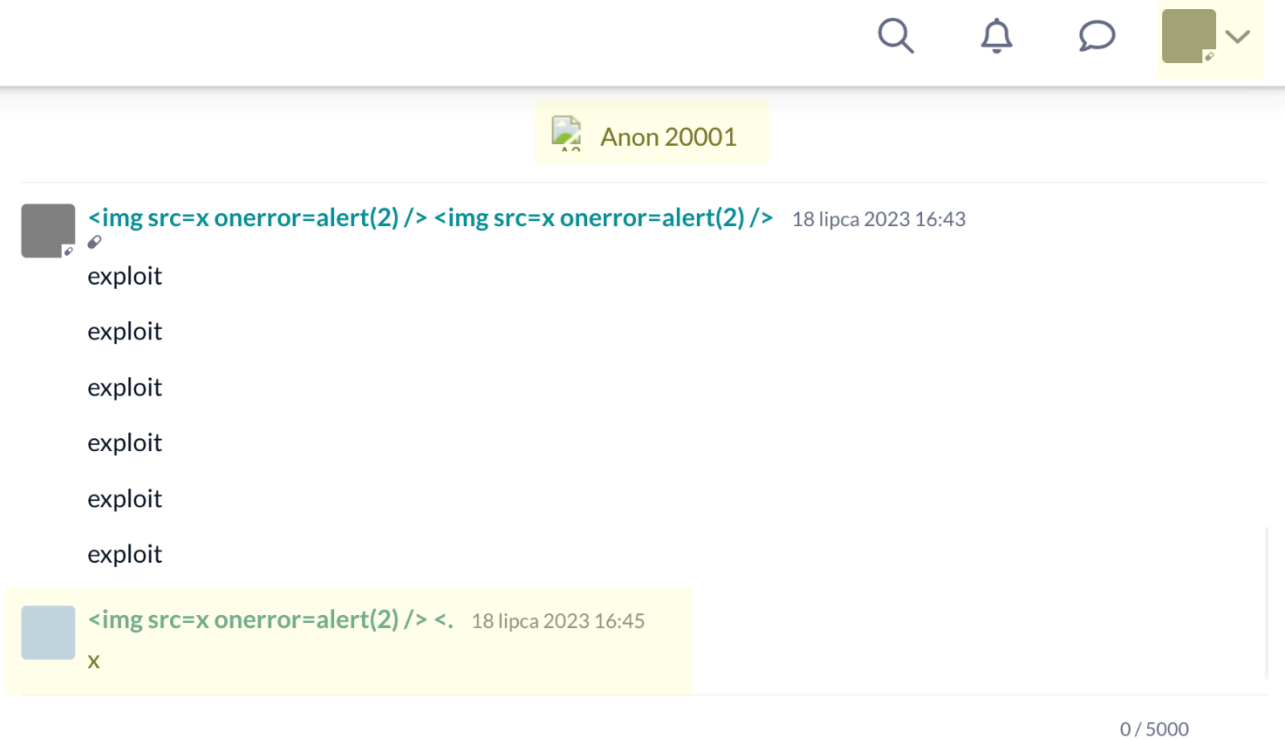 Anon 20001
<img src=x onerror=alert(2) /> <img src=x onerror=alert(2) /> 18 lipca 2023 16:43
exploit
exploit
exploit
exploit
exploit
exploit
<img src=x onerror=alert(2) /> <. 18 lipca 2023 16:45
x
0 / 5000